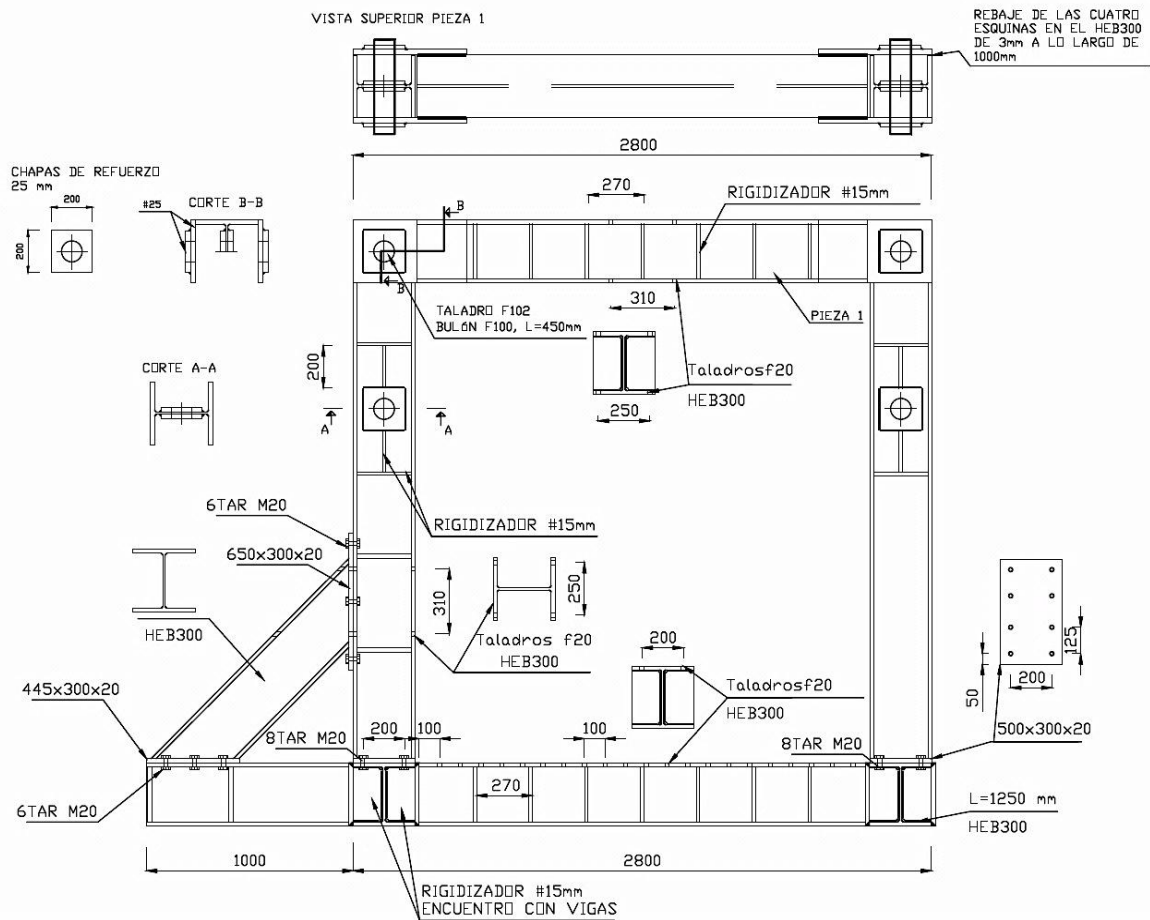 VISTA SUPERIOR PIEZA 1
REBAJE DE LAS CUATRO
ESQUINAS EN EL HEB300
DE 3mm A LO LARGO DE
1000mm
2800
CHAPAS DE REFUERZO
25 mm
200
200
#25
CORTE B-B
B
B
270
RIGIDIZADOR #15mm
TALADRO F102
BULÓN F100, L=450mm
310
PIEZA 1
CORTE A-A
200
A
A
Taladrosf20
HEB300
250
6TAR M20
RIGIDIZADOR #15mm
650x300x20
HEB300
310
250
Taladros f20
HEB300
200
125
200
50
445x300x20
Taladrosf20
HEB300
8TAR M20
200
100
100
8TAR M20
500x300x20
6TAR M20
270
L=1250 mm
HEB300
1000
2800
RIGIDIZADOR #15mm
ENCUENTRO CON VIGAS